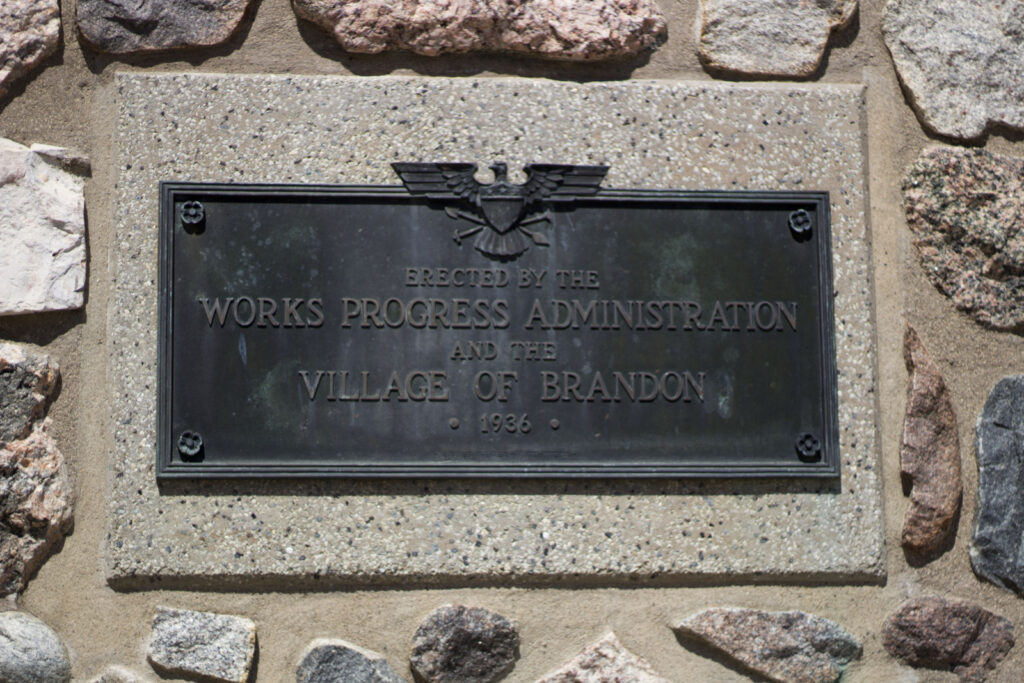 ERECTED BY THE
WORKS PROGRESS ADMINISTRATION
AND THE
VILLAGE OF BRANDON
• 1936 •